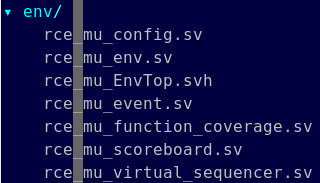 ▾ env/
rce_mu_config.sv
rce_mu_env.sv
rce_mu_EnvTop.svh
rce_mu_event.sv
rce_mu_function_coverage.sv
rce_mu_scoreboard.sv
rce_mu_virtual_sequencer.sv